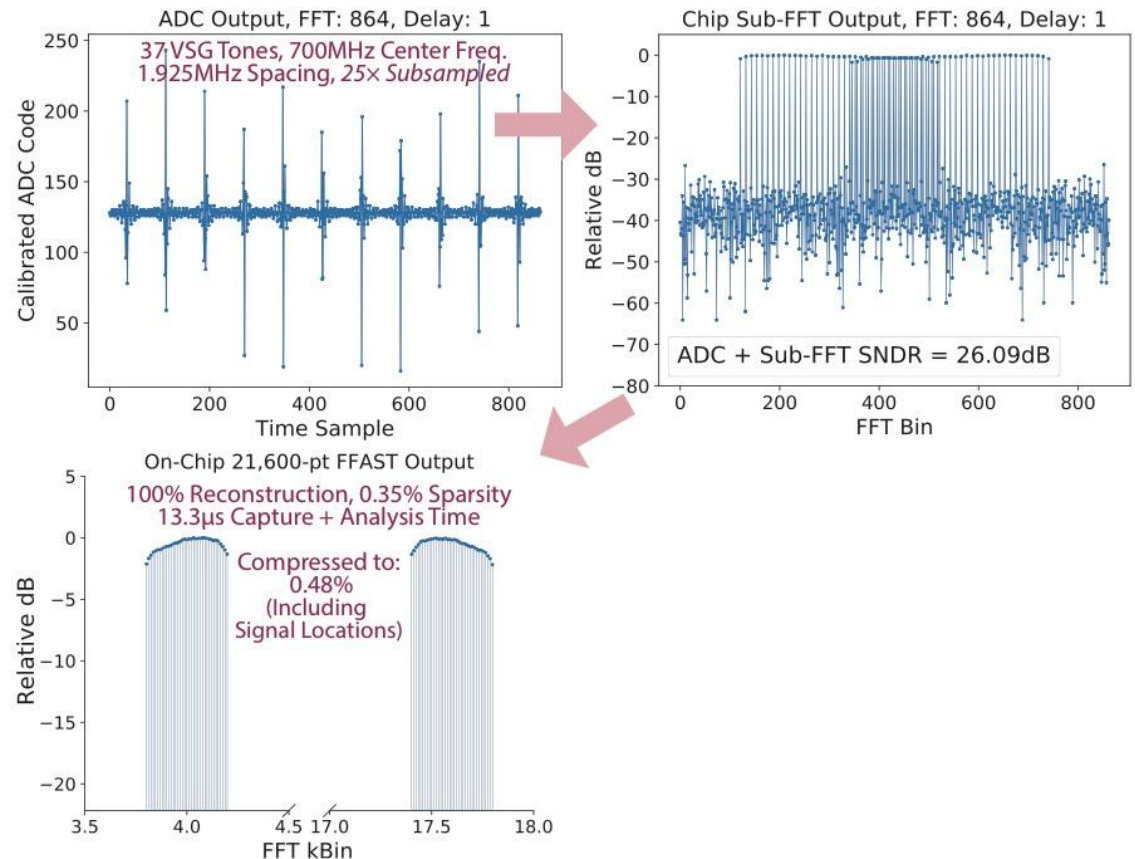 ADC Output, FFT: 864, Delay: 1
37 VSG Tones, 700MHz Center Freq.
1.925MHz Spacing, 25× Subsampled
250
200
150
100
50
Calibrated ADC Code
0 200 400 600 800
Time Sample
Chip Sub-FFT Output, FFT: 864, Delay: 1
0
−10
−20
−30
−40
−50
−60
−70
−80
Relative dB
ADC + Sub-FFT SNDR = 26.09dB
0 200 400 600 800
FFT Bin
On-Chip 21,600-pt FFAST Output
100% Reconstruction, 0.35% Sparsity
13.3µs Capture + Analysis Time
Compressed to:
0.48%
(Including
Signal Locations)
5
0
−5
−10
−15
−20
Relative dB
3.5 4.0 4.5 17.0 17.5 18.0
FFT kBin